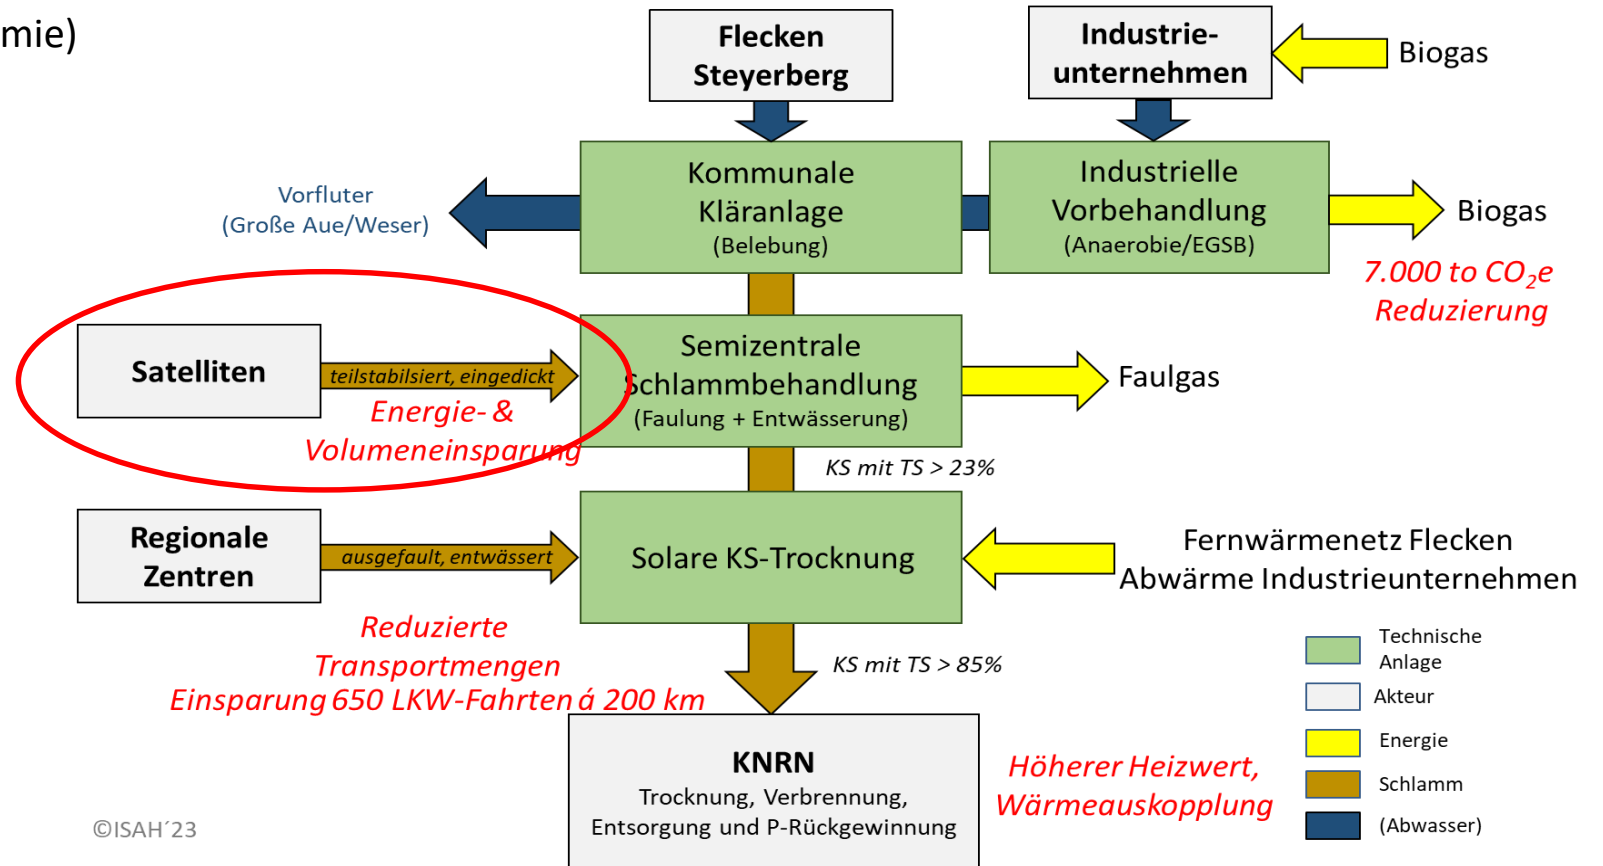 mie)
Flecken
Steyerberg
Industrie-
unternehmen
Biogas
Kommunale
Kläranlage
(Belebung)
Industrielle
Vorbehandlung
(Anaerobie/EGSB)
Vorfluter
(Große Aue/Weser)
Biogas
7.000 to CO₂e
Reduzierung
Satelliten
teilstabilsiert, eingedickt
Energie- &
Volumeneinsparung
Semizentrale
Schlammbehandlung
(Faulung + Entwässerung)
Faulgas
KS mit TS > 23%
Regionale
Zentren
ausgefault, entwässert
Solare KS-Trocknung
Fernwärmenetz Flecken
Abwärme Industrieunternehmen
Reduzierte
Transportmengen
Einsparung 650 LKW-Fahrten á 200 km
KS mit TS > 85%
KNRN
Trocknung, Verbrennung,
Entsorgung und P-Rückgewinnung
Höherer Heizwert,
Wärmeauskopplung
Technische
Anlage
Akteur
Energie
Schlamm
(Abwasser)
©ISAH´23